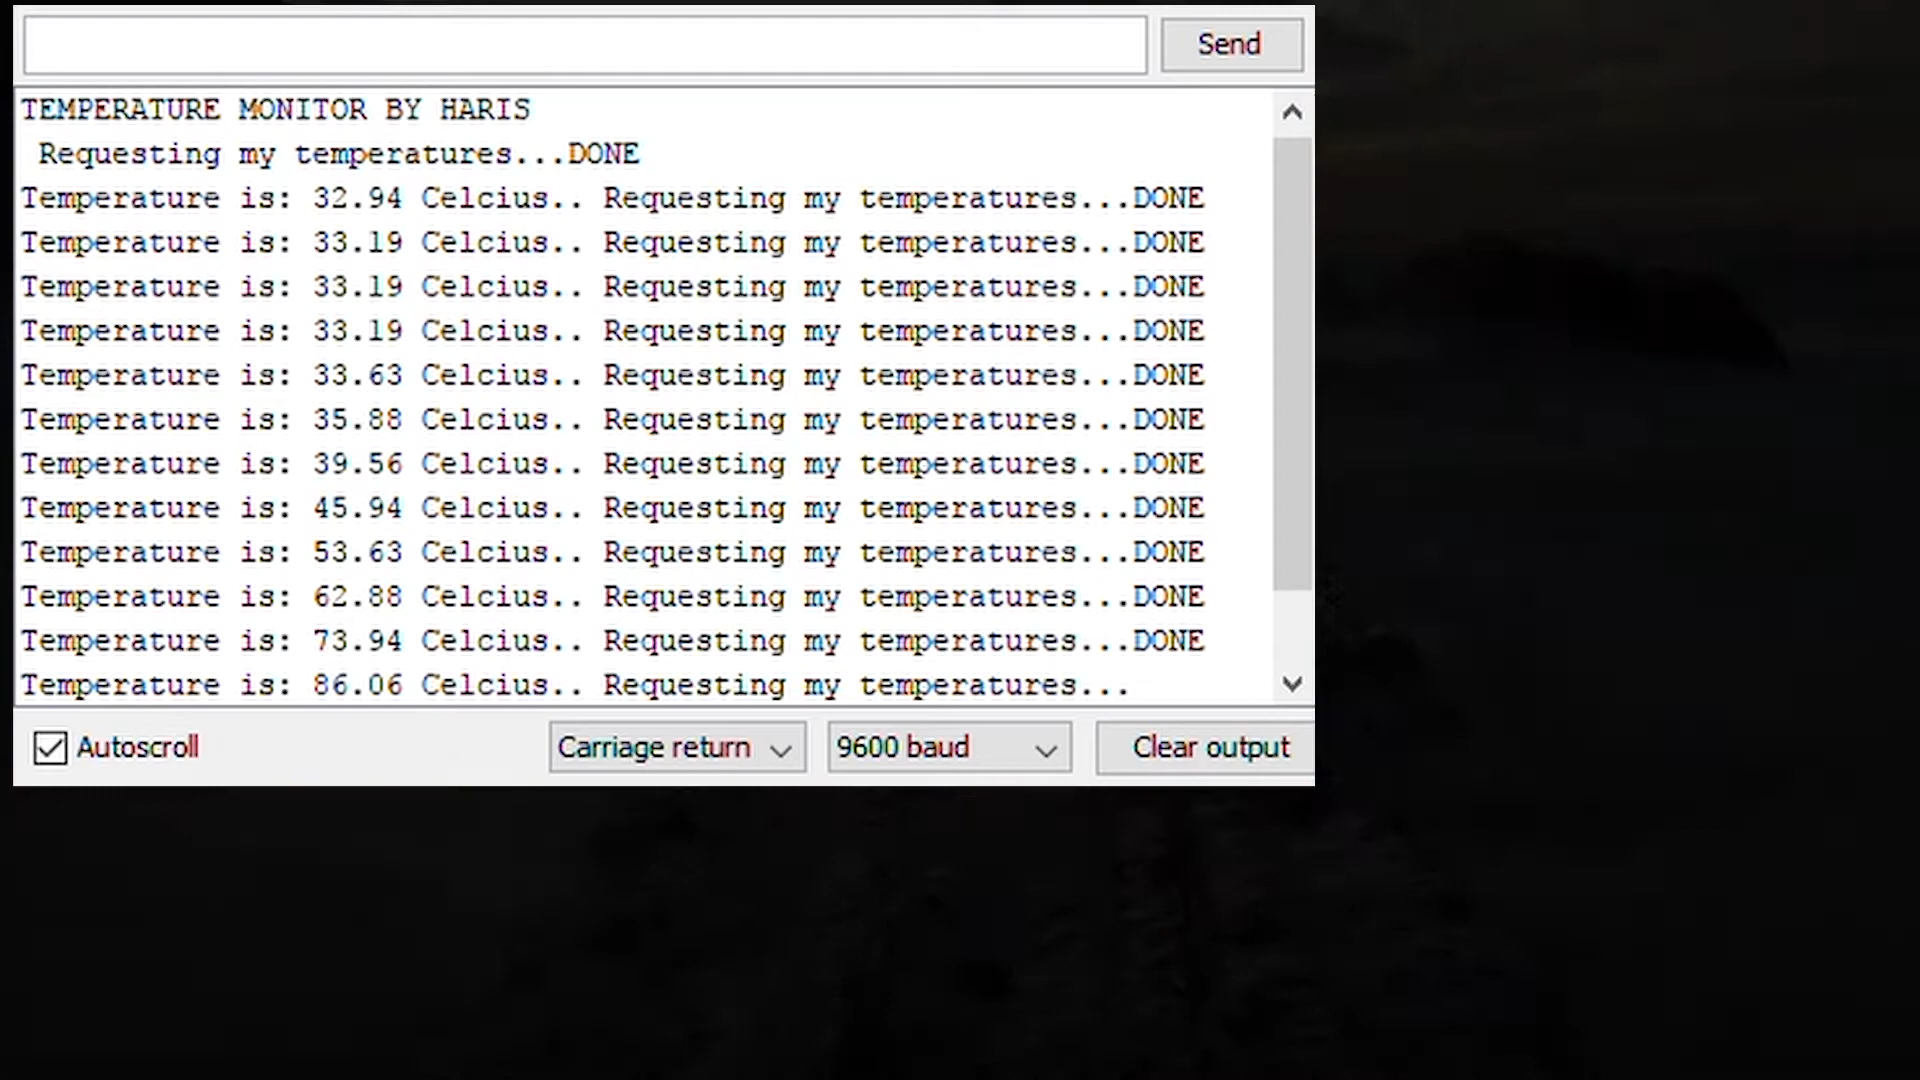 Send
TEMPERATURE MONITOR BY HARIS
Requesting my temperatures...DONE
Temperature is: 32.94 Celcius.. Requesting my temperatures...DONE
Temperature is: 33.19 Celcius.. Requesting my temperatures...DONE
Temperature is: 33.19 Celcius.. Requesting my temperatures...DONE
Temperature is: 33.19 Celcius.. Requesting my temperatures...DONE
Temperature is: 33.63 Celcius.. Requesting my temperatures...DONE
Temperature is: 35.88 Celcius.. Requesting my temperatures...DONE
Temperature is: 39.56 Celcius.. Requesting my temperatures...DONE
Temperature is: 45.94 Celcius.. Requesting my temperatures...DONE
Temperature is: 53.63 Celcius.. Requesting my temperatures...DONE
Temperature is: 62.88 Celcius.. Requesting my temperatures...DONE
Temperature is: 73.94 Celcius.. Requesting my temperatures...DONE
Temperature is: 86.06 Celcius.. Requesting my temperatures...
Autoscroll Carriage return 9600 baud Clear output